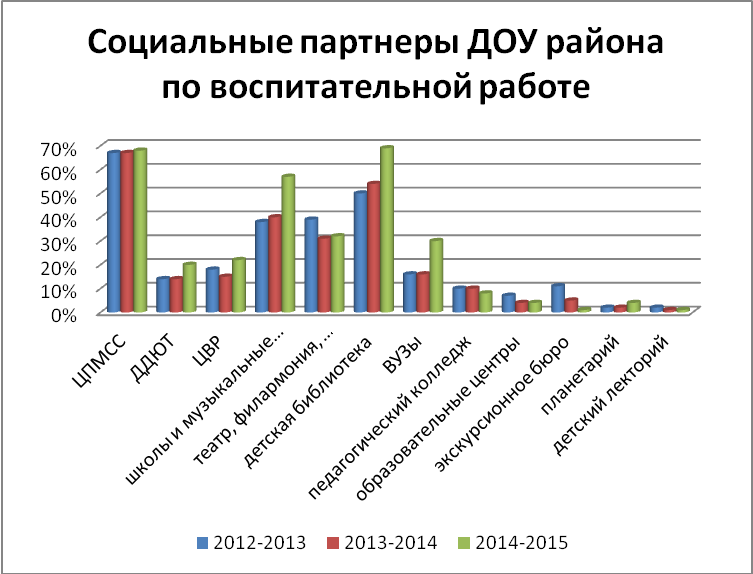 Социальные партнеры ДОУ района
по воспитательной работе
70%
60%
50%
40%
30%
20%
10%
0%
ЦПМСС
ДДЮТ
ЦВР
школы и музыкальные...
театр, филармония, ...
детская библиотека
ВУЗы
педагогический колледж
образовательные центры
экскурсионное бюро
планетарий
детский лекторий
2012-2013 2013-2014 2014-2015